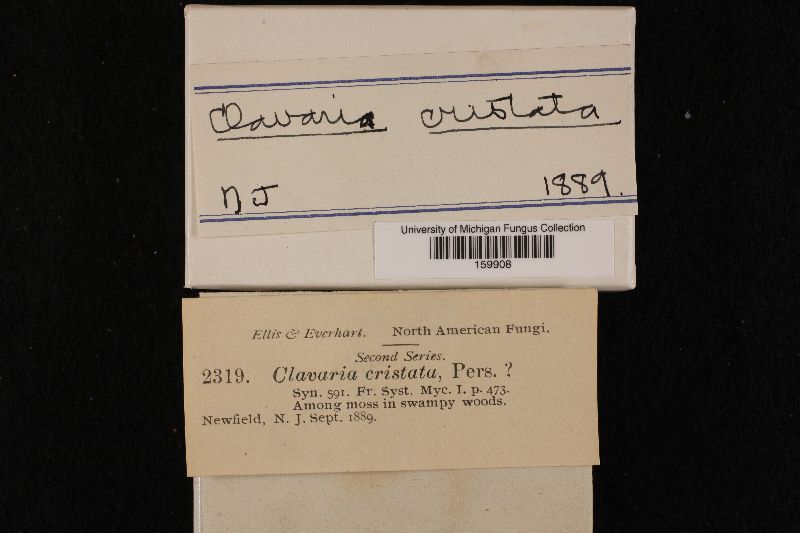 Clavaria cristata
NJ 1889.
University of Michigan Fungus Collection
159908
Ellis & Everhart. North American Fungi.
Second Series.
2319. Clavaria cristata, Pers. ?
Syn. 591. Fr. Syst. Myc. I. p. 473.
Among moss in swampy woods.
Newfield, N. J. Sept. 1889.